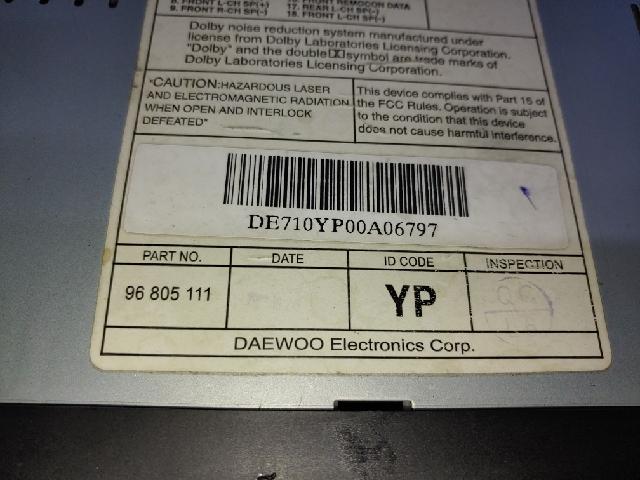 8. FRONT L-CH SP(+)
9. FRONT R-CH SP(-)
FRONT REMOCON DATA
17. REAR L-CH SP(-)
18. FRONT L-CH SP(-)
Dolby noise reduction system manufactured under
license from Dolby Laboratories Licensing Corporation.
"Dolby" and the double symbol are trade marks of
Dolby Laboratories Licensing Corporation.
"CAUTION:HAZARDOUS LASER
AND ELECTROMAGNETIC RADIATION
WHEN OPEN AND INTERLOCK
DEFEATED"
This device complies with Part 15 of
the FCC Rules. Operation is subject
to the condition that this device
does not cause harmful interference.
DE710YP00A06797
PART NO. DATE ID CODE INSPECTION
96 805 111 YP
DAEWOO Electronics Corp.